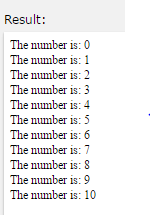 Result:
The number is: 0
The number is: 1
The number is: 2
The number is: 3
The number is: 4
The number is: 5
The number is: 6
The number is: 7
The number is: 8
The number is: 9
The number is: 10